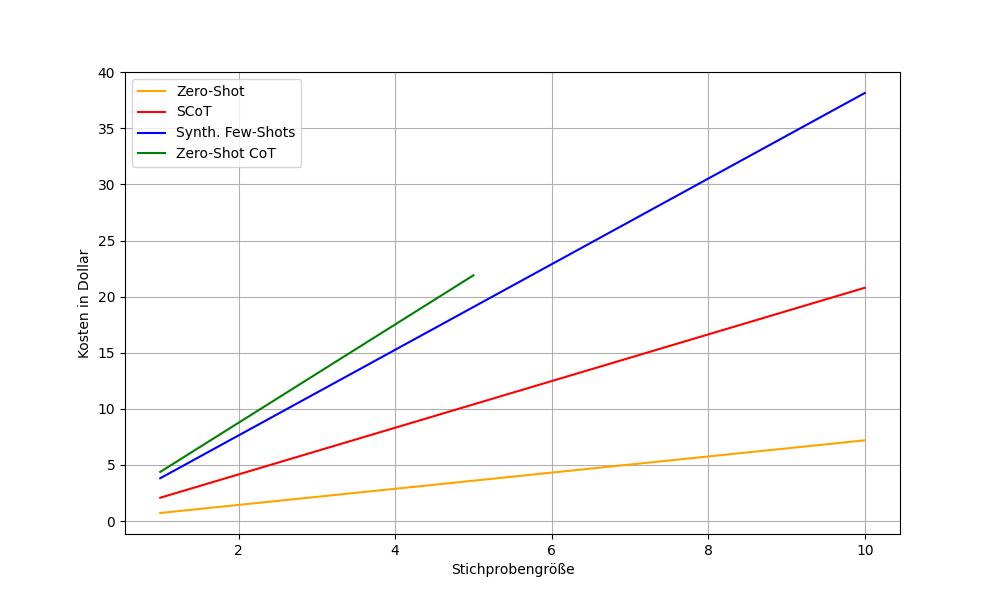 Zero-Shot
SCoT
Synth. Few-Shots
Zero-Shot CoT
Kosten in Dollar
40
35
30
25
20
15
10
5
0
2 4 6 8 10
Stichprobengröße